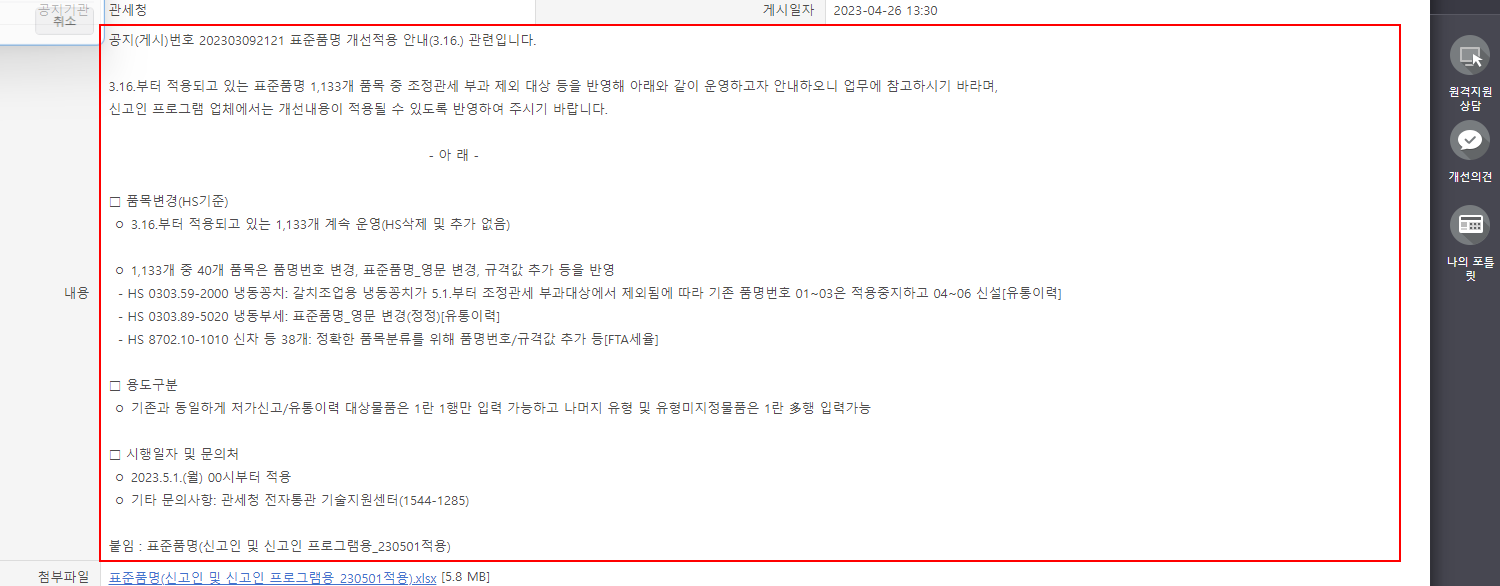 공지기관
취소
관세청
게시일자
2023-04-26 13:30
내용
공지(게시)번호 202303092121 표준품명 개선적용 안내(3.16.) 관련입니다.
3.16.부터 적용되고 있는 표준품명 1,133개 품목 중 조정관세 부과 제외 대상 등을 반영해 아래와 같이 운영하고자 안내하오니 업무에 참고하시기 바라며,
신고인 프로그램 업체에서는 개선내용이 적용될 수 있도록 반영하여 주시기 바랍니다.
- 아 래 -
□ 품목변경(HS기준)
ㅇ 3.16.부터 적용되고 있는 1,133개 계속 운영(HS삭제 및 추가 없음)
ㅇ 1,133개 중 40개 품목은 품명번호 변경, 표준품명_영문 변경, 규격값 추가 등을 반영
- HS 0303.59-2000 냉동꽁치: 갈치조업용 냉동꽁치가 5.1.부터 조정관세 부과대상에서 제외됨에 따라 기존 품명번호 01~03은 적용중지하고 04~06 신설[유통이력]
- HS 0303.89-5020 냉동부세: 표준품명_영문 변경(정정)[유통이력]
- HS 8702.10-1010 신차 등 38개: 정확한 품목분류를 위해 품명번호/규격값 추가 등[FTA세율]
□ 용도구분
ㅇ 기존과 동일하게 저가신고/유통이력 대상물품은 1란 1행만 입력 가능하고 나머지 유형 및 유형미지정물품은 1란 多행 입력가능
□ 시행일자 및 문의처
ㅇ 2023.5.1.(월) 00시부터 적용
ㅇ 기타 문의사항: 관세청 전자통관 기술지원센터(1544-1285)
붙임 : 표준품명(신고인 및 신고인 프로그램용_230501적용)
첨부파일
표준품명(신고인 및 신고인 프로그램용_230501적용).xlsx [5.8 MB]
원격지원
상담
개선의견
나의 포틀
릿